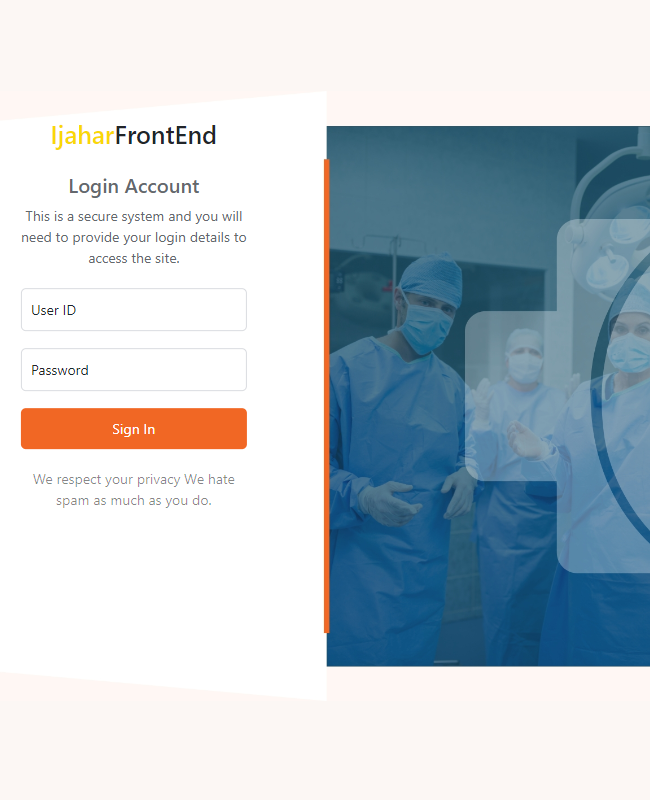 IjaharFrontEnd
Login Account
This is a secure system and you will
need to provide your login details to
access the site.
User ID
Password
Sign In
We respect your privacy We hate
spam as much as you do.